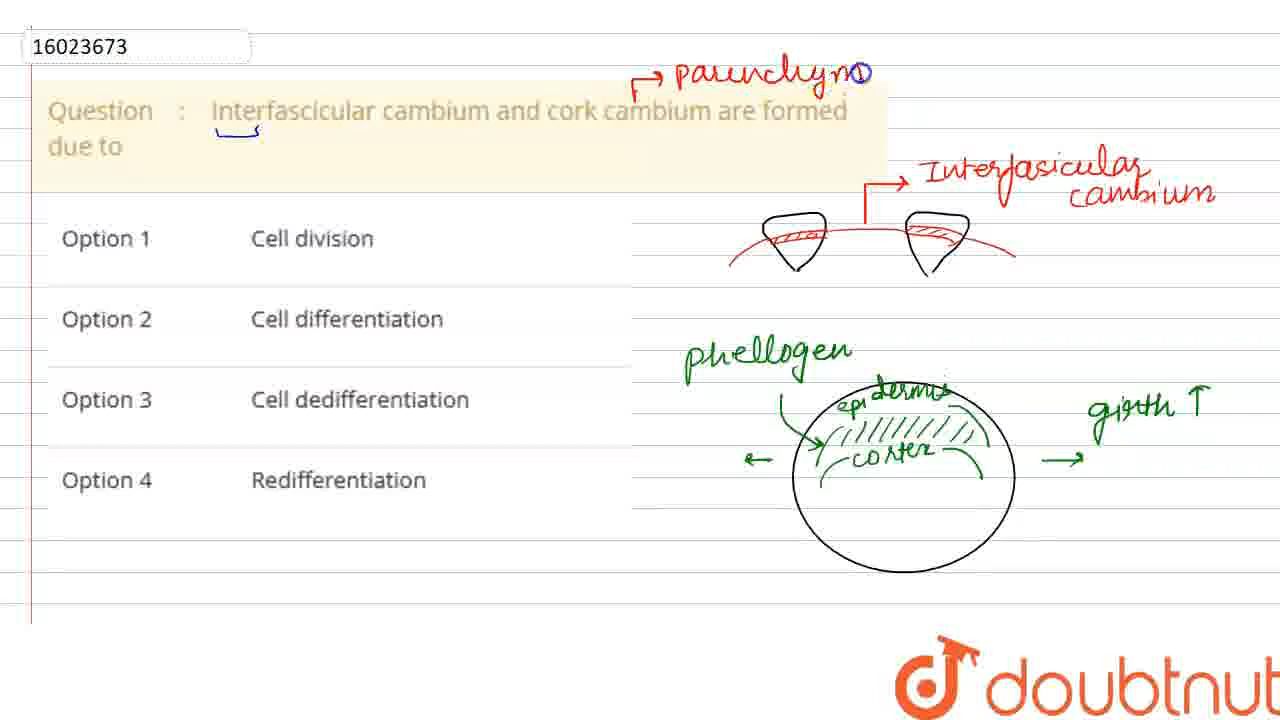 16023673
parenchyma
Question : Interfascicular cambium and cork cambium are formed
due to
Interfasicular
cambium
Option 1 Cell division
Option 2 Cell differentiation
phellogen
epidermis
girth ↑
Option 3 Cell dedifferentiation
cortex
Option 4 Redifferentiation
doubtnut